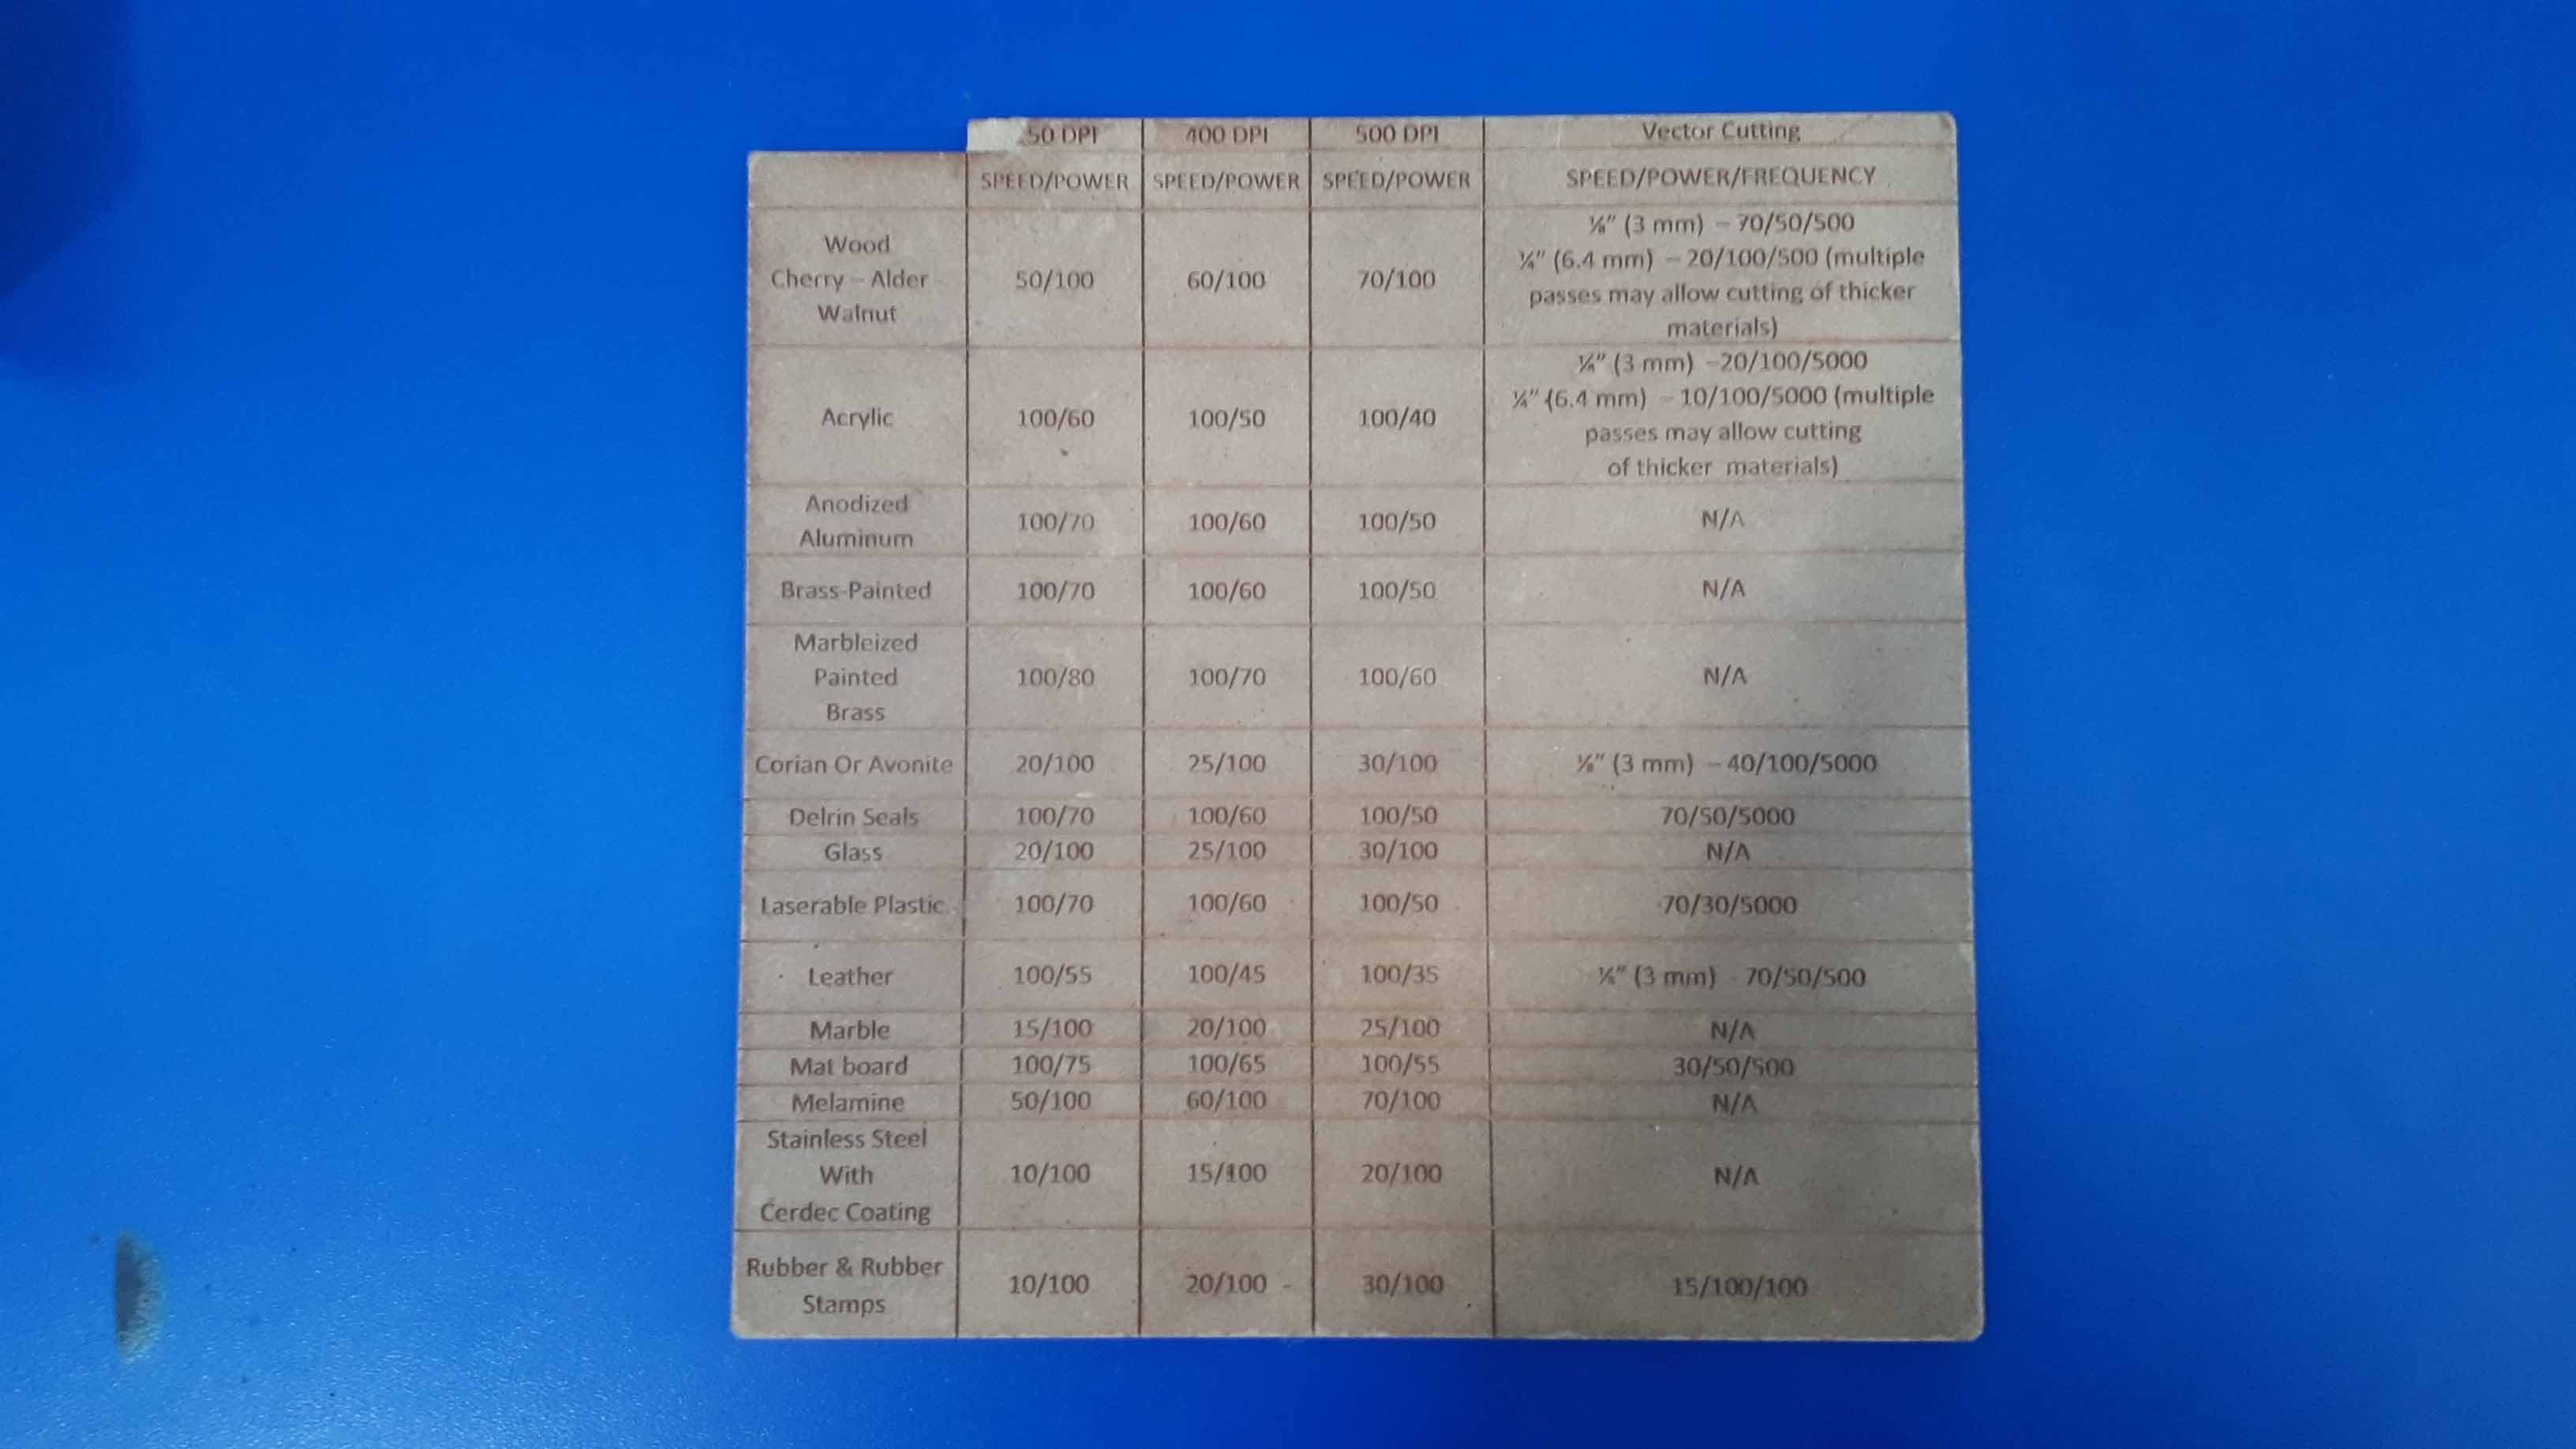 50 DPI 400 DPI 500 DPI Vector Cutting
SPEED/POWER SPEED/POWER SPEED/POWER SPEED/POWER/FREQUENCY
Wood
Cherry – Alder -
Walnut
50/100 60/100 70/100
⅛” (3 mm) – 70/50/500
¼” (6.4 mm) – 20/100/500 (multiple
passes may allow cutting of thicker
materials)
Acrylic 100/60 100/50 100/40
⅛” (3 mm) –20/100/5000
¼” (6.4 mm) – 10/100/5000 (multiple
passes may allow cutting
of thicker materials)
Anodized
Aluminum
100/70 100/60 100/50 N/A
Brass-Painted 100/70 100/60 100/50 N/A
Marbleized
Painted
Brass
100/80 100/70 100/60 N/A
Corian Or Avonite 20/100 25/100 30/100 ⅛” (3 mm) – 40/100/5000
Delrin Seals 100/70 100/60 100/50 70/50/5000
Glass 20/100 25/100 30/100 N/A
Laserable Plastic 100/70 100/60 100/50 70/30/5000
Leather 100/55 100/45 100/35 ⅛” (3 mm) - 70/50/500
Marble 15/100 20/100 25/100 N/A
Mat board 100/75 100/65 100/55 30/50/500
Melamine 50/100 60/100 70/100 N/A
Stainless Steel
With
Cerdec Coating
10/100 15/100 20/100 N/A
Rubber & Rubber
Stamps
10/100 20/100 30/100 15/100/100